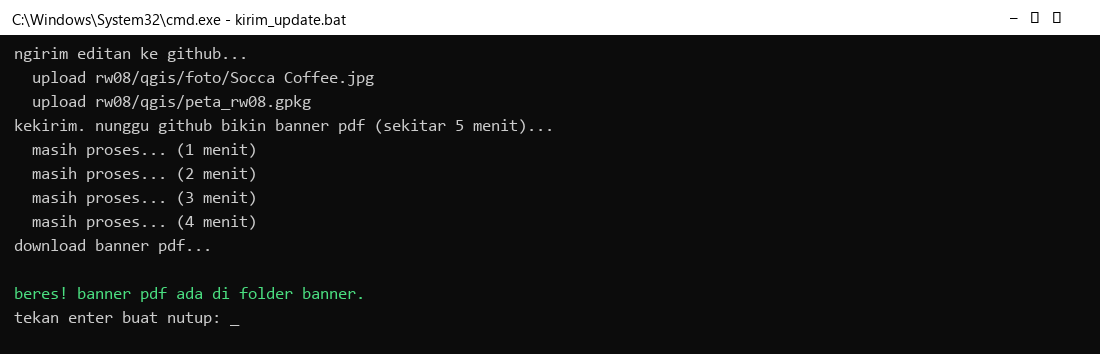 C:\Windows\System32\cmd.exe - kirim_update.bat
ngirim editan ke github...
  upload rw08/qgis/foto/Socca Coffee.jpg
  upload rw08/qgis/peta_rw08.gpkg
kekirim. nunggu github bikin banner pdf (sekitar 5 menit)...
  masih proses... (1 menit)
  masih proses... (2 menit)
  masih proses... (3 menit)
  masih proses... (4 menit)
download banner pdf...
beres! banner pdf ada di folder banner.
tekan enter buat nutup: _